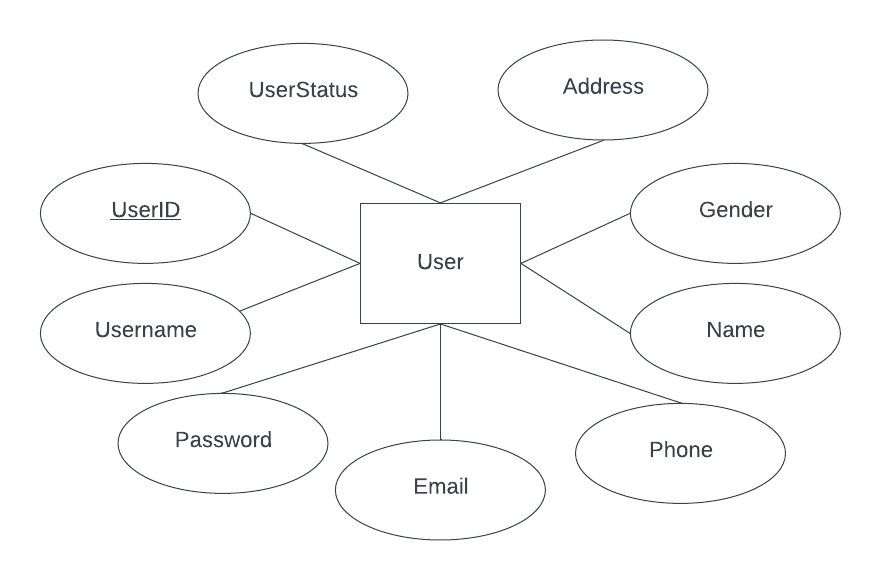 UserStatus
Address
UserID
Gender
User
Username
Name
Password
Phone
Email